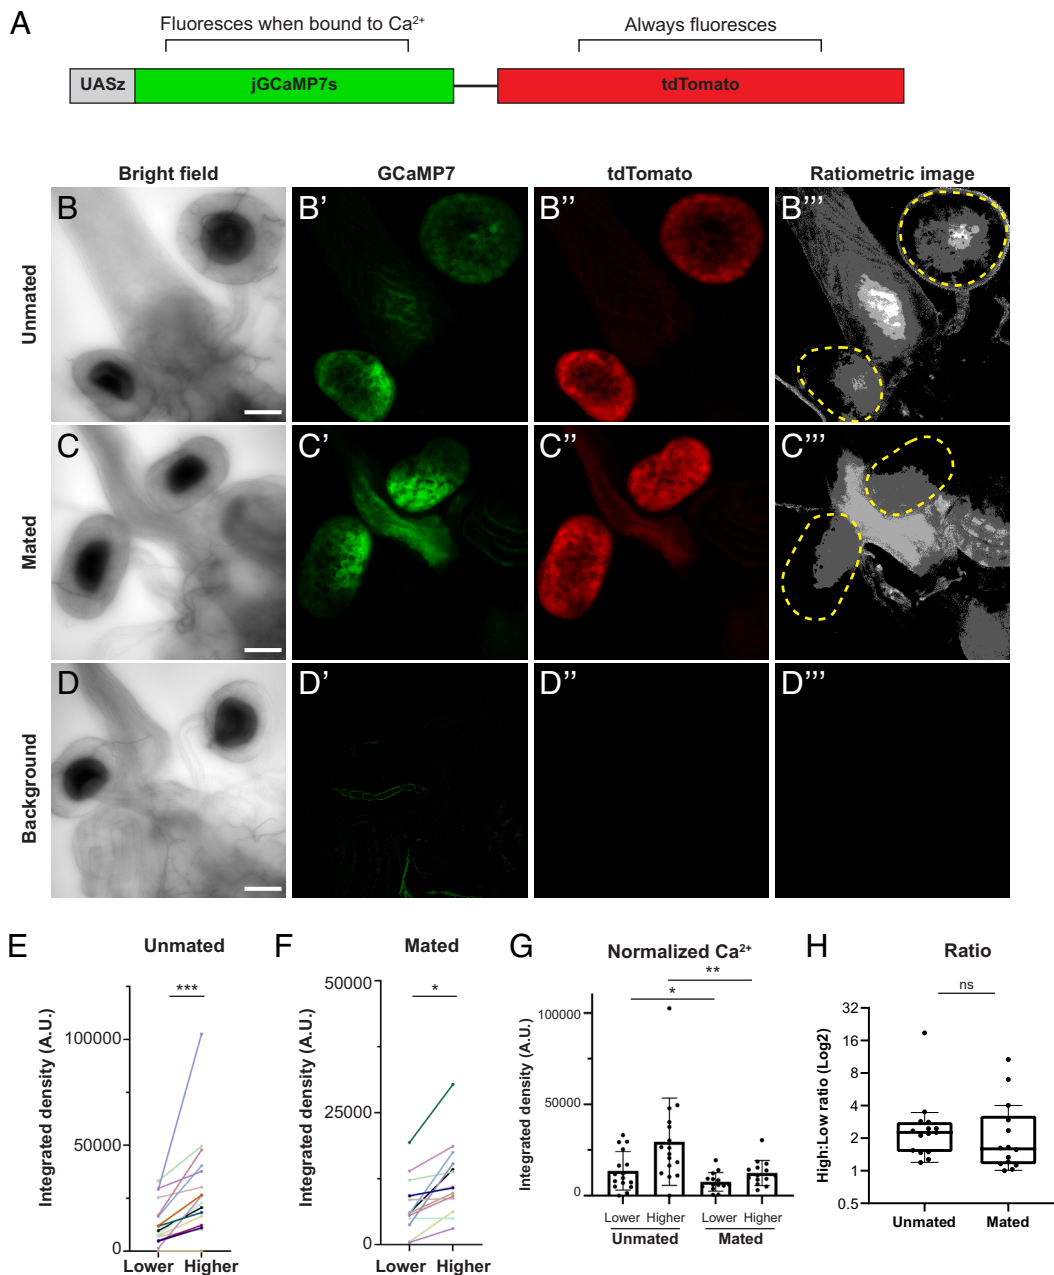 A
Fluoresces when bound to Ca²⁺
Always fluoresces
UASz
jGCaMP7s
tdTomato
Bright field
GCaMP7
tdTomato
Ratiometric image
Unmated
B
B’
B’’
B’’’
Mated
C
C’
C’’
C’’’
Background
D
D’
D’’
D’’’
E
Unmated
***
Integrated density (A.U.)
100000
50000
0
Lower
Higher
F
Mated
*
Integrated density (A.U.)
50000
25000
0
Lower
Higher
G
Normalized Ca²⁺
**
*
Integrated density (A.U.)
100000
50000
0
Lower Higher Lower Higher
Unmated Mated
H
Ratio
ns
High:Low ratio (Log2)
32
16
8
4
2
1
0.5
Unmated
Mated